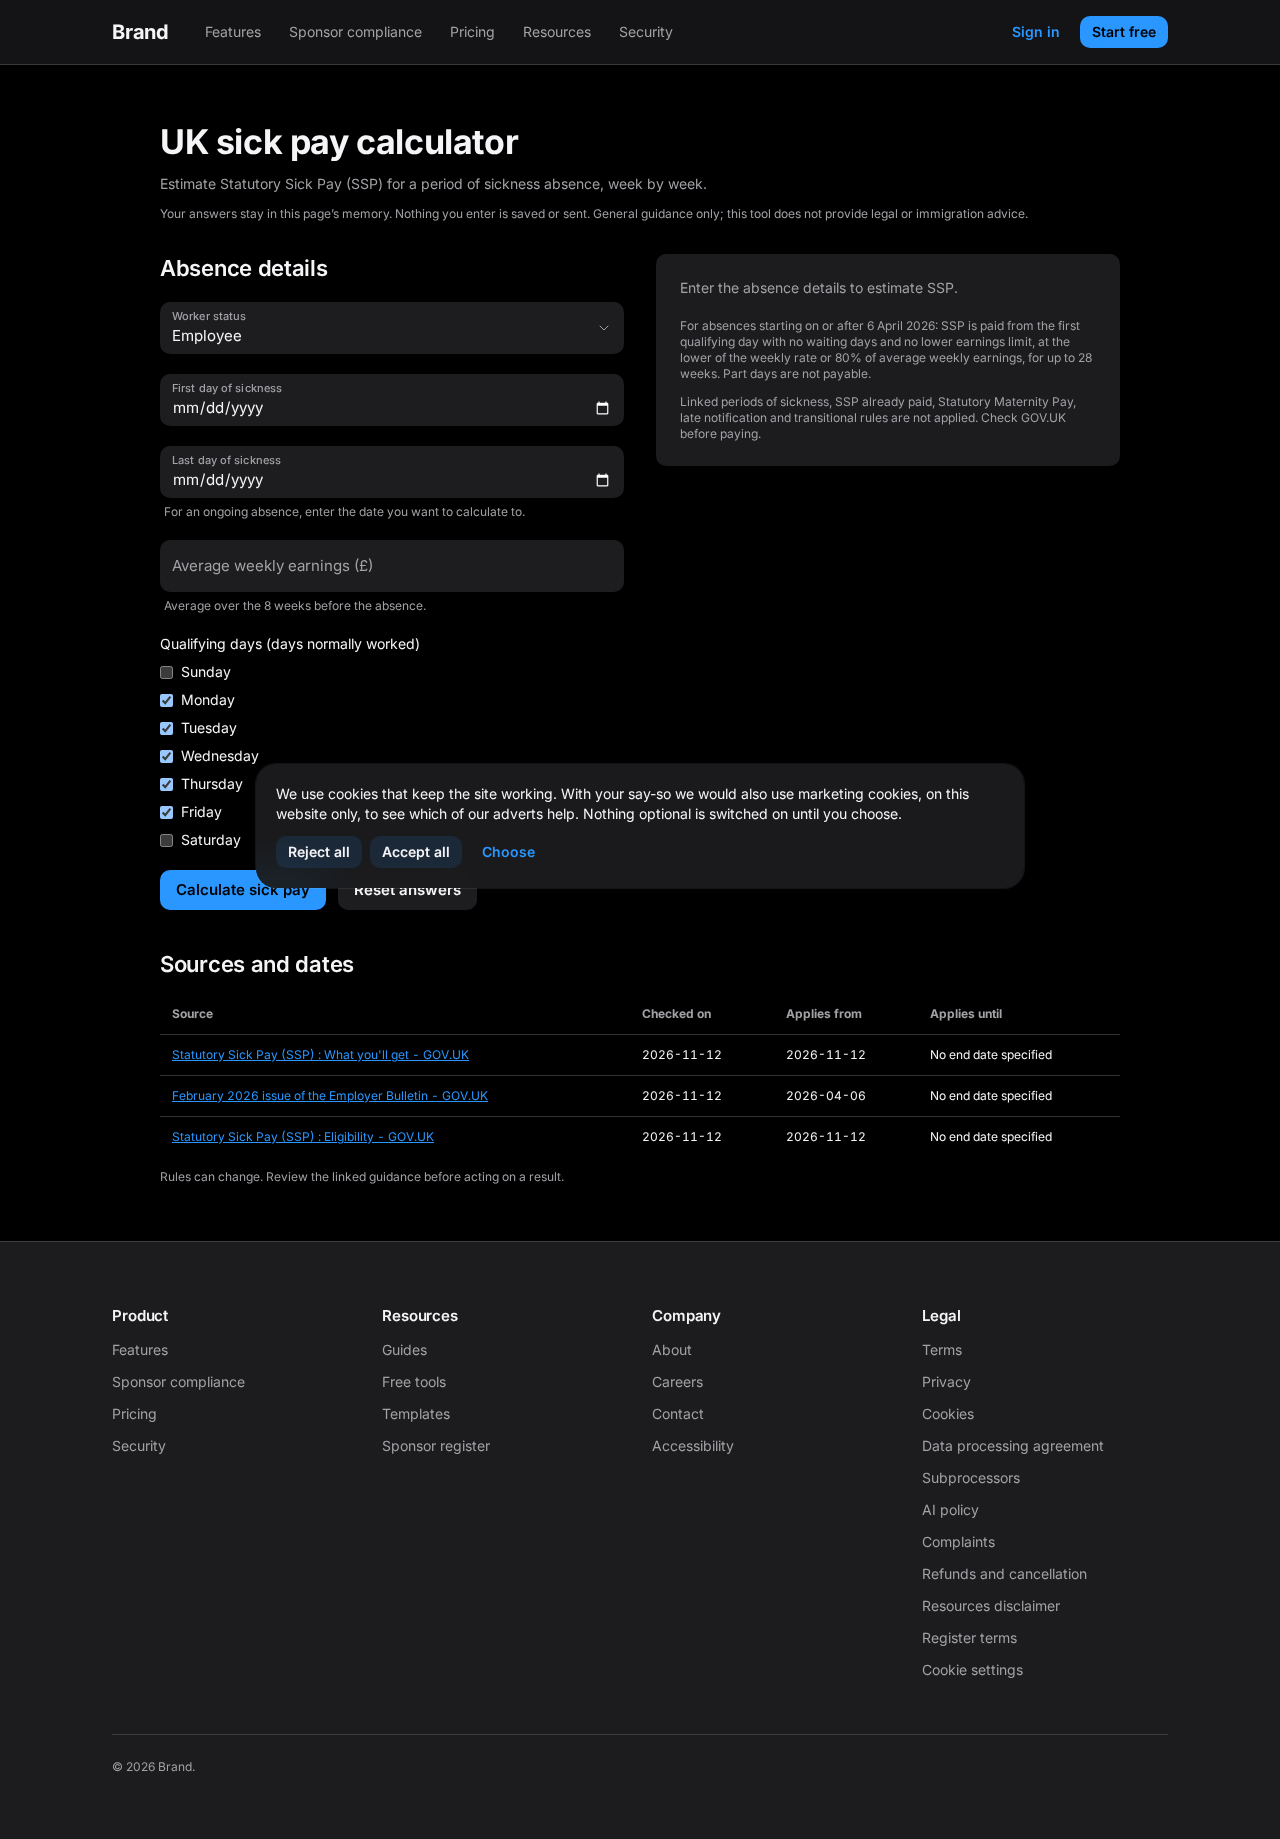 Brand
Features
Sponsor compliance
Pricing
Resources
Security
Sign in
Start free
UK sick pay calculator
Estimate Statutory Sick Pay (SSP) for a period of sickness absence, week by week.
Your answers stay in this page’s memory. Nothing you enter is saved or sent. General guidance only; this tool does not provide legal or immigration advice.
Absence details
Worker status
Employee
First day of sickness
mm/dd/yyyy
Last day of sickness
mm/dd/yyyy
For an ongoing absence, enter the date you want to calculate to.
Average weekly earnings (£)
Average over the 8 weeks before the absence.
Qualifying days (days normally worked)
Sunday
Monday
Tuesday
Wednesday
Thursday
Friday
Saturday
Calculate sick pay
Reset answers
Enter the absence details to estimate SSP.
For absences starting on or after 6 April 2026: SSP is paid from the first
qualifying day with no waiting days and no lower earnings limit, at the
lower of the weekly rate or 80% of average weekly earnings, for up to 28
weeks. Part days are not payable.
Linked periods of sickness, SSP already paid, Statutory Maternity Pay,
late notification and transitional rules are not applied. Check GOV.UK
before paying.
We use cookies that keep the site working. With your say-so we would also use marketing cookies, on this
website only, to see which of our adverts help. Nothing optional is switched on until you choose.
Reject all
Accept all
Choose
Sources and dates
Source
Checked on
Applies from
Applies until
Statutory Sick Pay (SSP) : What you'll get - GOV.UK
2026-11-12
2026-11-12
No end date specified
February 2026 issue of the Employer Bulletin - GOV.UK
2026-11-12
2026-04-06
No end date specified
Statutory Sick Pay (SSP) : Eligibility - GOV.UK
2026-11-12
2026-11-12
No end date specified
Rules can change. Review the linked guidance before acting on a result.
Product
Features
Sponsor compliance
Pricing
Security
Resources
Guides
Free tools
Templates
Sponsor register
Company
About
Careers
Contact
Accessibility
Legal
Terms
Privacy
Cookies
Data processing agreement
Subprocessors
AI policy
Complaints
Refunds and cancellation
Resources disclaimer
Register terms
Cookie settings
© 2026 Brand.